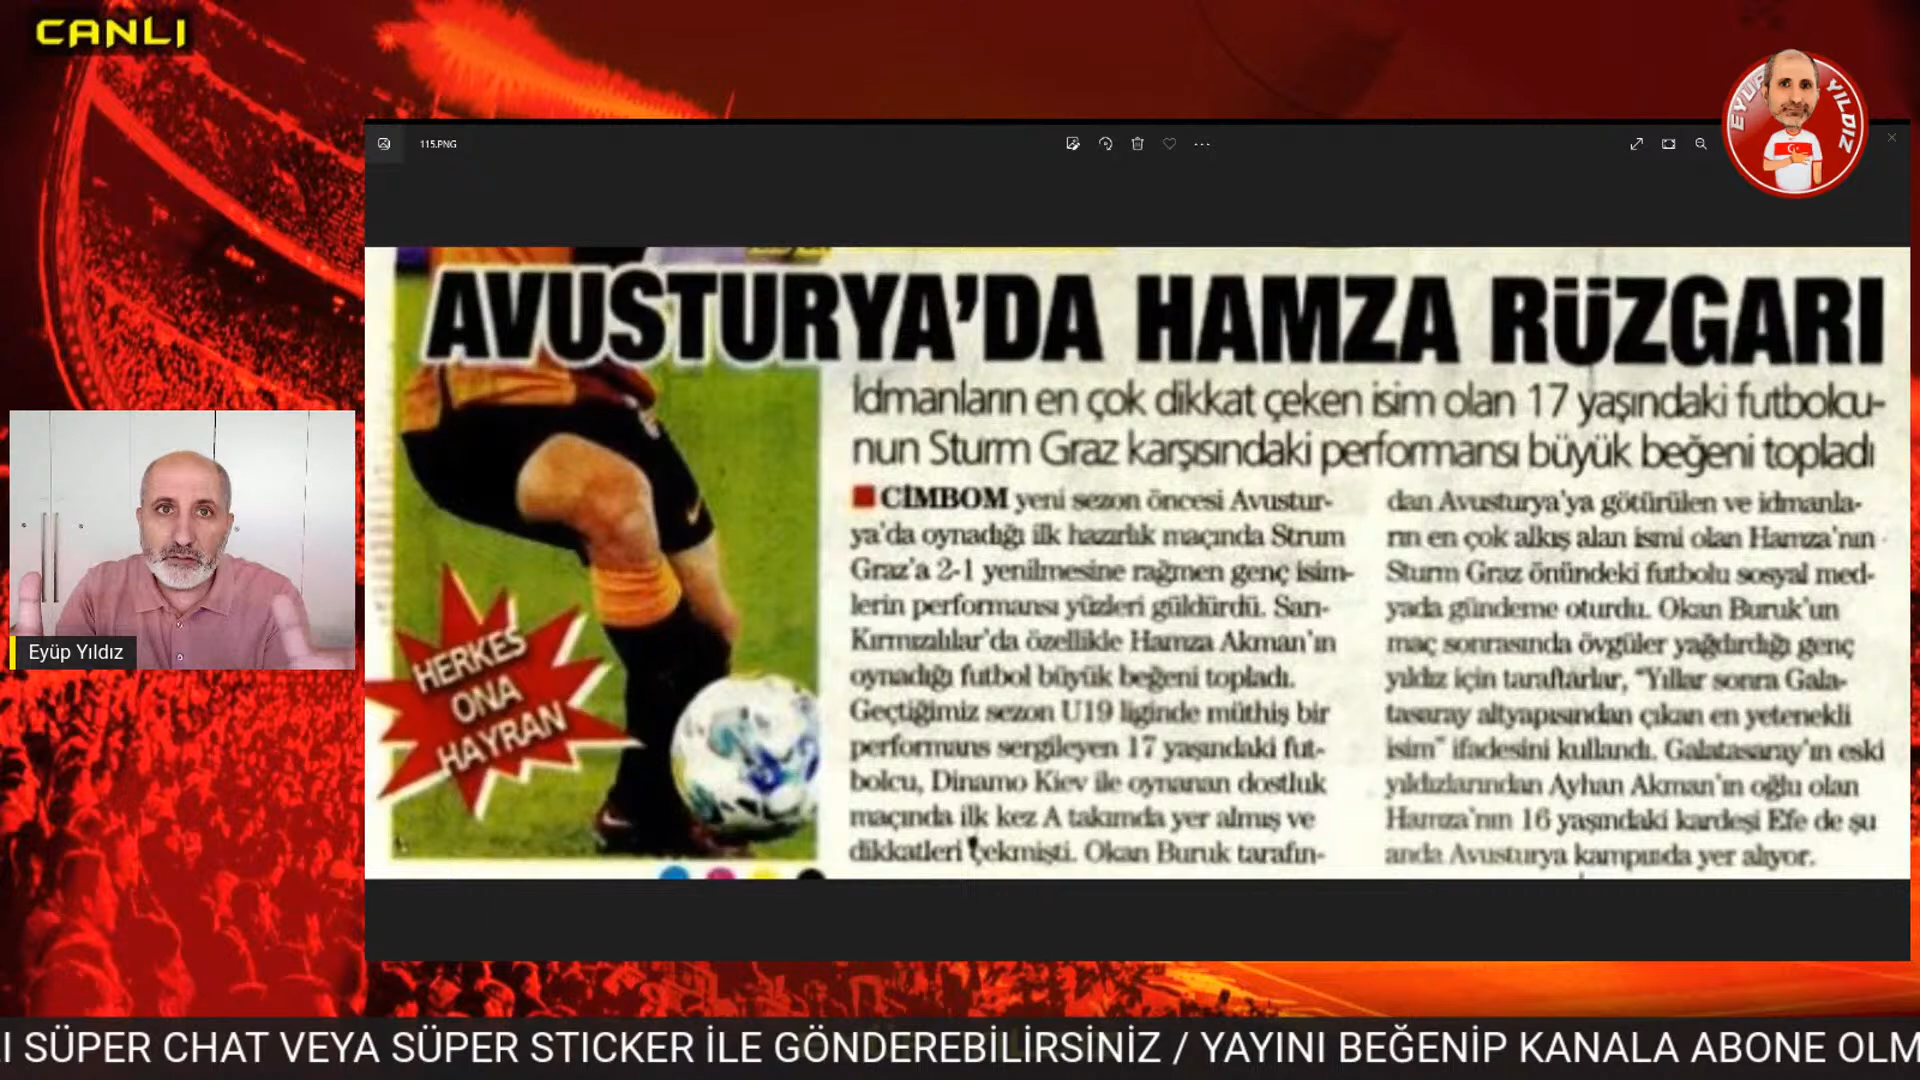 CANLI
EYÜP YILDIZ
115.PNG
AVUSTURYA'DA HAMZA RÜZGARI
İdmanların en çok dikkat çeken isim olan 17 yaşındaki futbolcu-
nun Sturm Graz karşısındaki performansı büyük beğeni topladı
CİMBOM yeni sezon öncesi Avustur-
ya'da oynadığı ilk hazırlık maçında Strum
Graz'a 2-1 yenilmesine rağmen genç isim-
lerin performansı yüzleri güldürdü. Sarı-
Kırmızılılar'da özellikle Hamza Akman'ın
oynadığı futbol büyük beğeni topladı.
Geçtiğimiz sezon U19 liginde müthiş bir
performans sergileyen 17 yaşındaki fut-
bolcu, Dinamo Kiev ile oynanan dostluk
maçında ilk kez A takımda yer almış ve
dikkatleri çekmişti. Okan Buruk tarafın-
dan Avusturya'ya götürülen ve idmanla-
rın en çok alkış alan ismi olan Hamza'nın
Sturm Graz önündeki futbolu sosyal med-
yada gündeme oturdu. Okan Buruk'un
maç sonrasında övgüler yağdırdığı genç
yıldız için taraftarlar, "Yıllar sonra Gala-
tasaray altyapısından çıkan en yetenekli
isim" ifadesini kullandı. Galatasaray'ın eski
yıldızlarından Ayhan Akman'ın oğlu olan
Hamza'nın 16 yaşındaki kardeşi Efe de şu
anda Avusturya kampında yer alıyor.
HERKES
ONA
HAYRAN
Eyüp Yıldız
I SÜPER CHAT VEYA SÜPER STICKER İLE GÖNDEREBİLİRSİNİZ / YAYINI BEĞENİP KANALA ABONE OLM